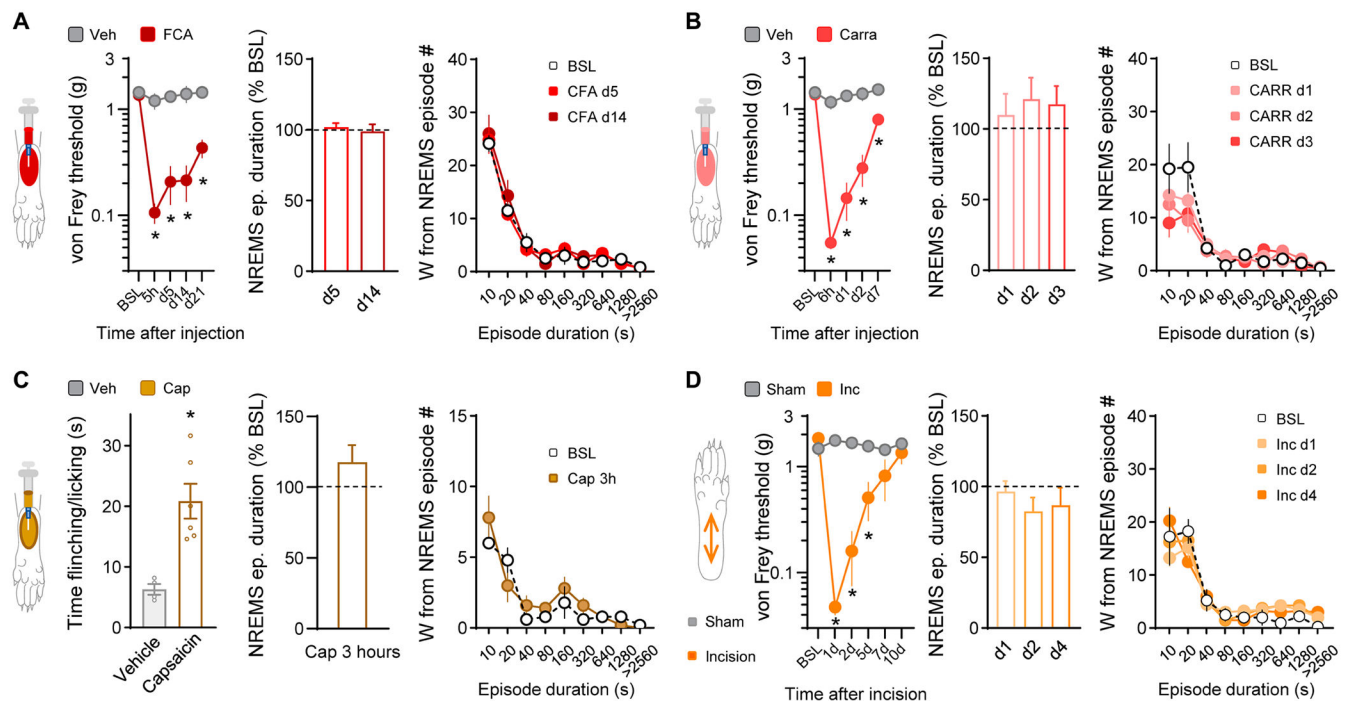 A
Veh FCA
von Frey threshold (g)
3
1
0.1
BSL 5h d5 d14 d21
Time after injection
NREMS ep. duration (% BSL)
150
100
50
0
d5 d14
W from NREMS episode #
40
30
20
10
0
BSL
CFA d5
CFA d14
10 20 40 80 160 320 640 1280 >2560
Episode duration (s)
B
Veh Carra
von Frey threshold (g)
3
1
0.1
BSL 6h d1 d2 d7
Time after injection
NREMS ep. duration (% BSL)
150
100
50
0
d1 d2 d3
W from NREMS episode #
40
30
20
10
0
BSL
CARR d1
CARR d2
CARR d3
10 20 40 80 160 320 640 1280 >2560
Episode duration (s)
C
Veh Cap
Time flinching/licking (s)
30
20
10
0
*
Vehicle Capsaicin
NREMS ep. duration (% BSL)
150
100
50
0
Cap 3 hours
W from NREMS episode #
15
10
5
0
BSL
Cap 3h
10 20 40 80 160 320 640 1280 >2560
Episode duration (s)
D
Sham Inc
Sham
Incision
von Frey threshold (g)
3
1
0.1
BSL 1d 2d 5d 7d 10d
Time after incision
NREMS ep. duration (% BSL)
150
100
50
0
d1 d2 d4
W from NREMS episode #
40
30
20
10
0
BSL
Inc d1
Inc d2
Inc d4
10 20 40 80 160 320 640 1280 >2560
Episode duration (s)